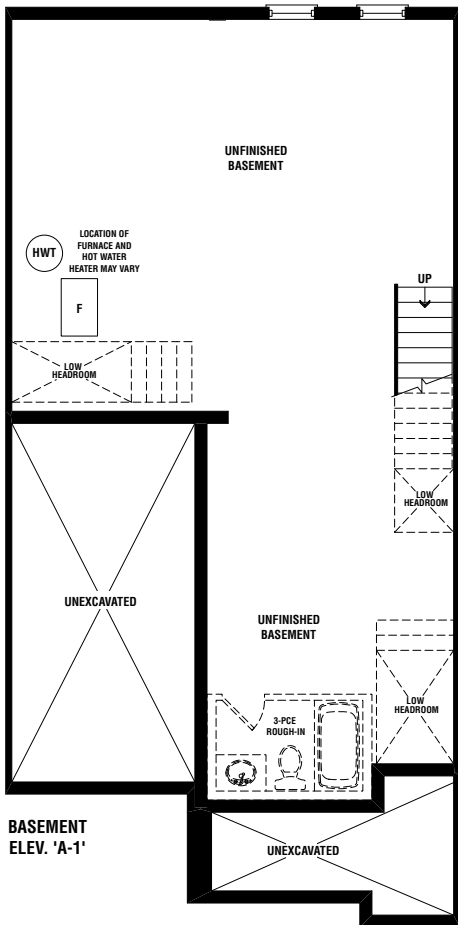 UNFINISHED
BASEMENT
LOCATION OF
FURNACE AND
HOT WATER
HEATER MAY VARY
HWT
F
UP
LOW
HEADROOM
LOW
HEADROOM
UNEXCAVATED
UNFINISHED
BASEMENT
LOW
HEADROOM
3-PCE
ROUGH-IN
BASEMENT
ELEV. 'A-1'
UNEXCAVATED